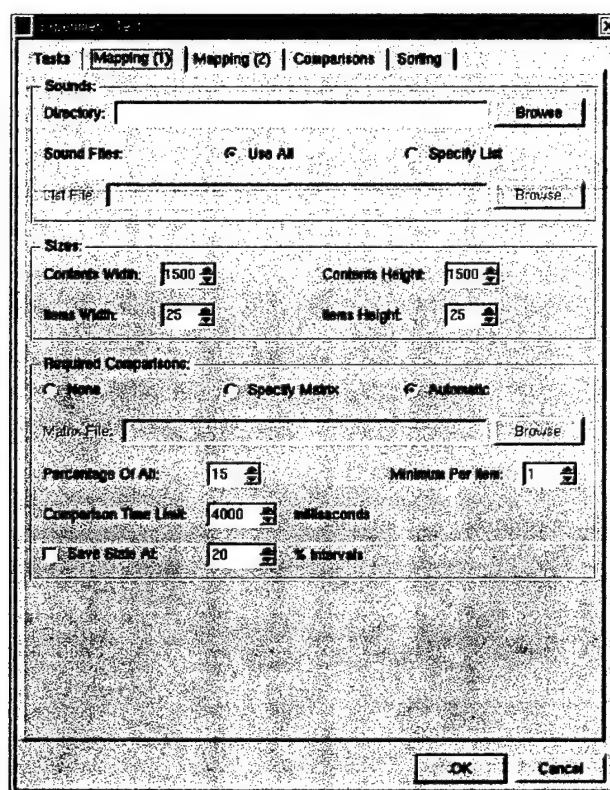 Experiment Test
Tasks Mapping (1) Mapping (2) Comparisons Sorting
Sounds:
Directory: Browse
Sound Files: Use All Specify List
List File: Browse
Sizes:
Contents Width: 1500 Contents Height: 1500
Items Width: 25 Items Height: 25
Required Comparisons:
None Specify Matrix Automatic
Matrix File: Browse
Percentage Of All: 15 Minimum Per Item: 1
Comparison Time Limit: 4000 milliseconds
Save State At: 20 % Intervals
OK Cancel